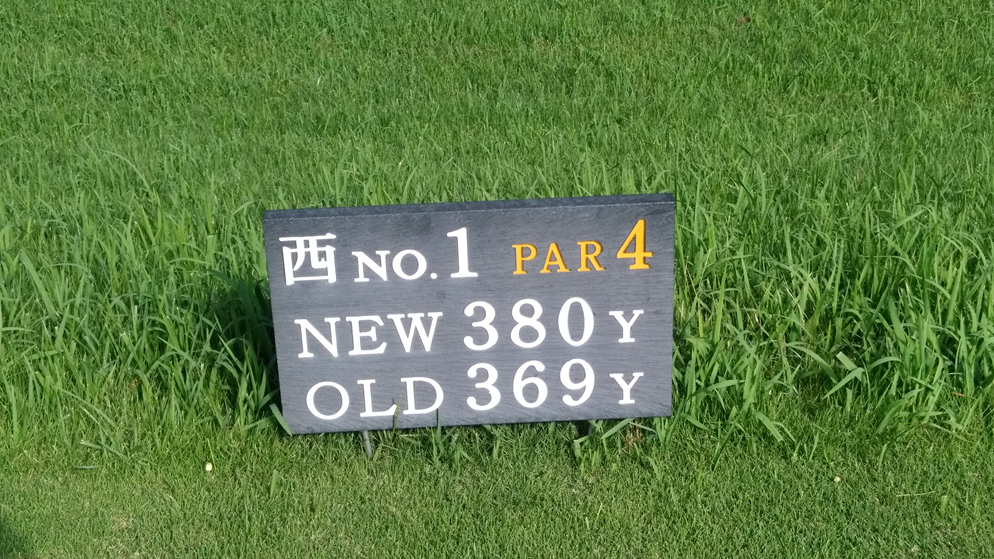 西 NO.1 PAR 4
NEW 380 Y
OLD 369 Y